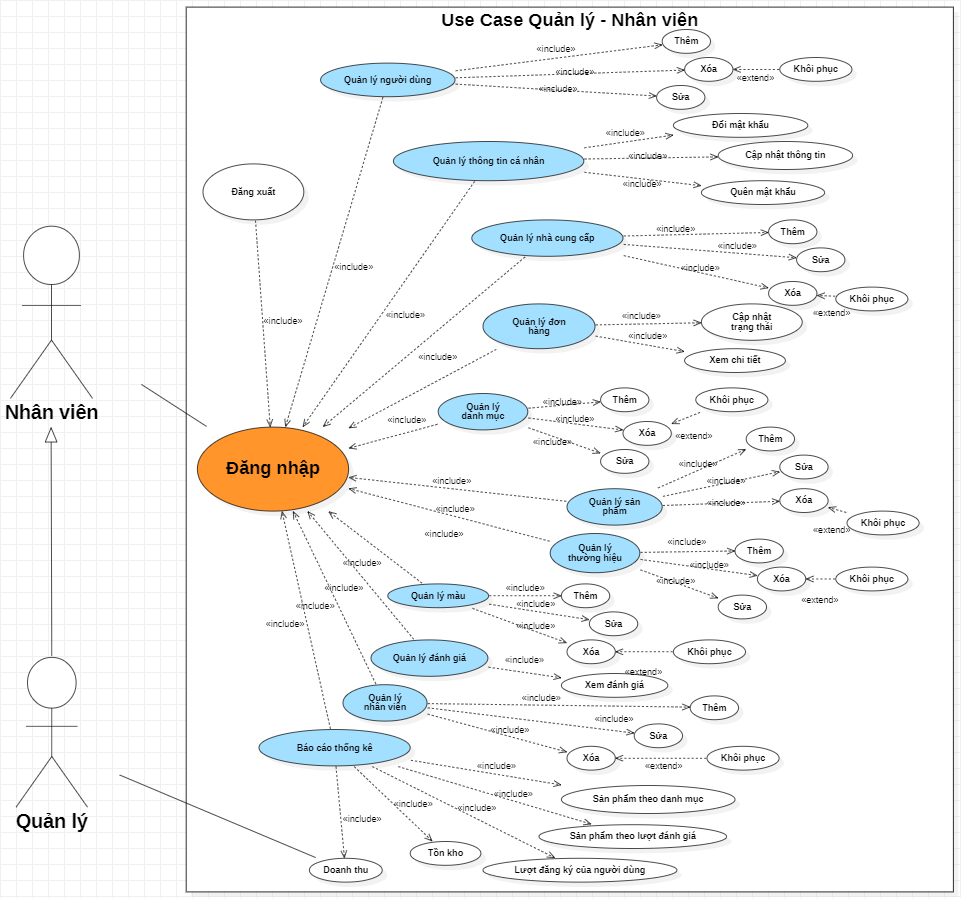 Use Case Quản lý - Nhân viên
Thêm
«include»
Quản lý người dùng
«include»
Xóa
«extend»
Khôi phục
«include»
Sửa
Đổi mật khẩu
«include»
Quản lý thông tin cá nhân
«include»
Cập nhật thông tin
«include»
Quên mật khẩu
Đăng xuất
Quản lý nhà cung cấp
«include»
Thêm
«include»
Sửa
«include»
«include»
Xóa
Khôi phục
«extend»
«include»
«include»
Quản lý đơn
hàng
«include»
Cập nhật
trạng thái
«include»
Xem chi tiết
«include»
Nhân viên
Quản lý
danh mục
«include»
Thêm
Khôi phục
«include»
«include»
Xóa
«extend»
«include»
Sửa
Thêm
Đăng nhập
«include»
Sửa
«include»
«include»
Quản lý sản
phẩm
«include»
Xóa
«include»
Khôi phục
«extend»
«include»
Quản lý
thường hiệu
«include»
Thêm
«include»
«include»
Xóa
Khôi phục
«include»
«extend»
«include»
Sửa
Quản lý màu
«include»
Thêm
«include»
«include»
«include»
Sửa
«include»
Xóa
Khôi phục
Quản lý đánh giá
«include»
«extend»
Xem đánh giá
Quản lý
nhân viên
«include»
Thêm
«include»
Sửa
«include»
Báo cáo thống kê
Xóa
«extend»
Khôi phục
«include»
Sản phẩm theo danh mục
«include»
«include»
«include»
«include»
Quản lý
Sản phẩm theo lượt đánh giá
Tồn kho
Doanh thu
Lượt đăng ký của người dùng